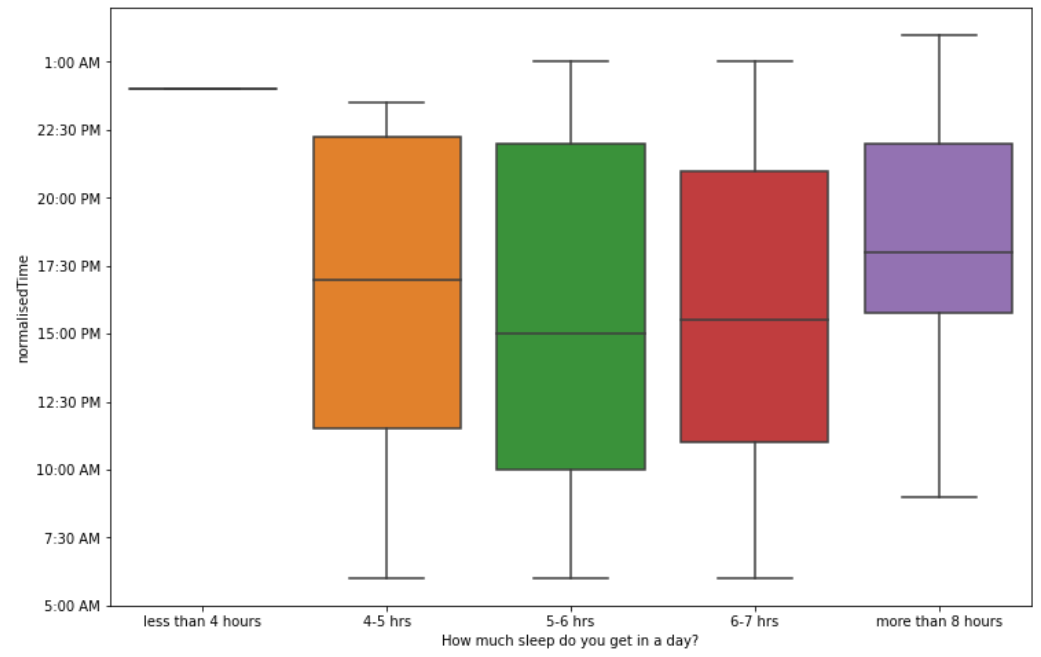 1:00 AM
22:30 PM
20:00 PM
17:30 PM
15:00 PM
12:30 PM
10:00 AM
7:30 AM
5:00 AM
normalisedTime
less than 4 hours
4-5 hrs
5-6 hrs
6-7 hrs
more than 8 hours
How much sleep do you get in a day?